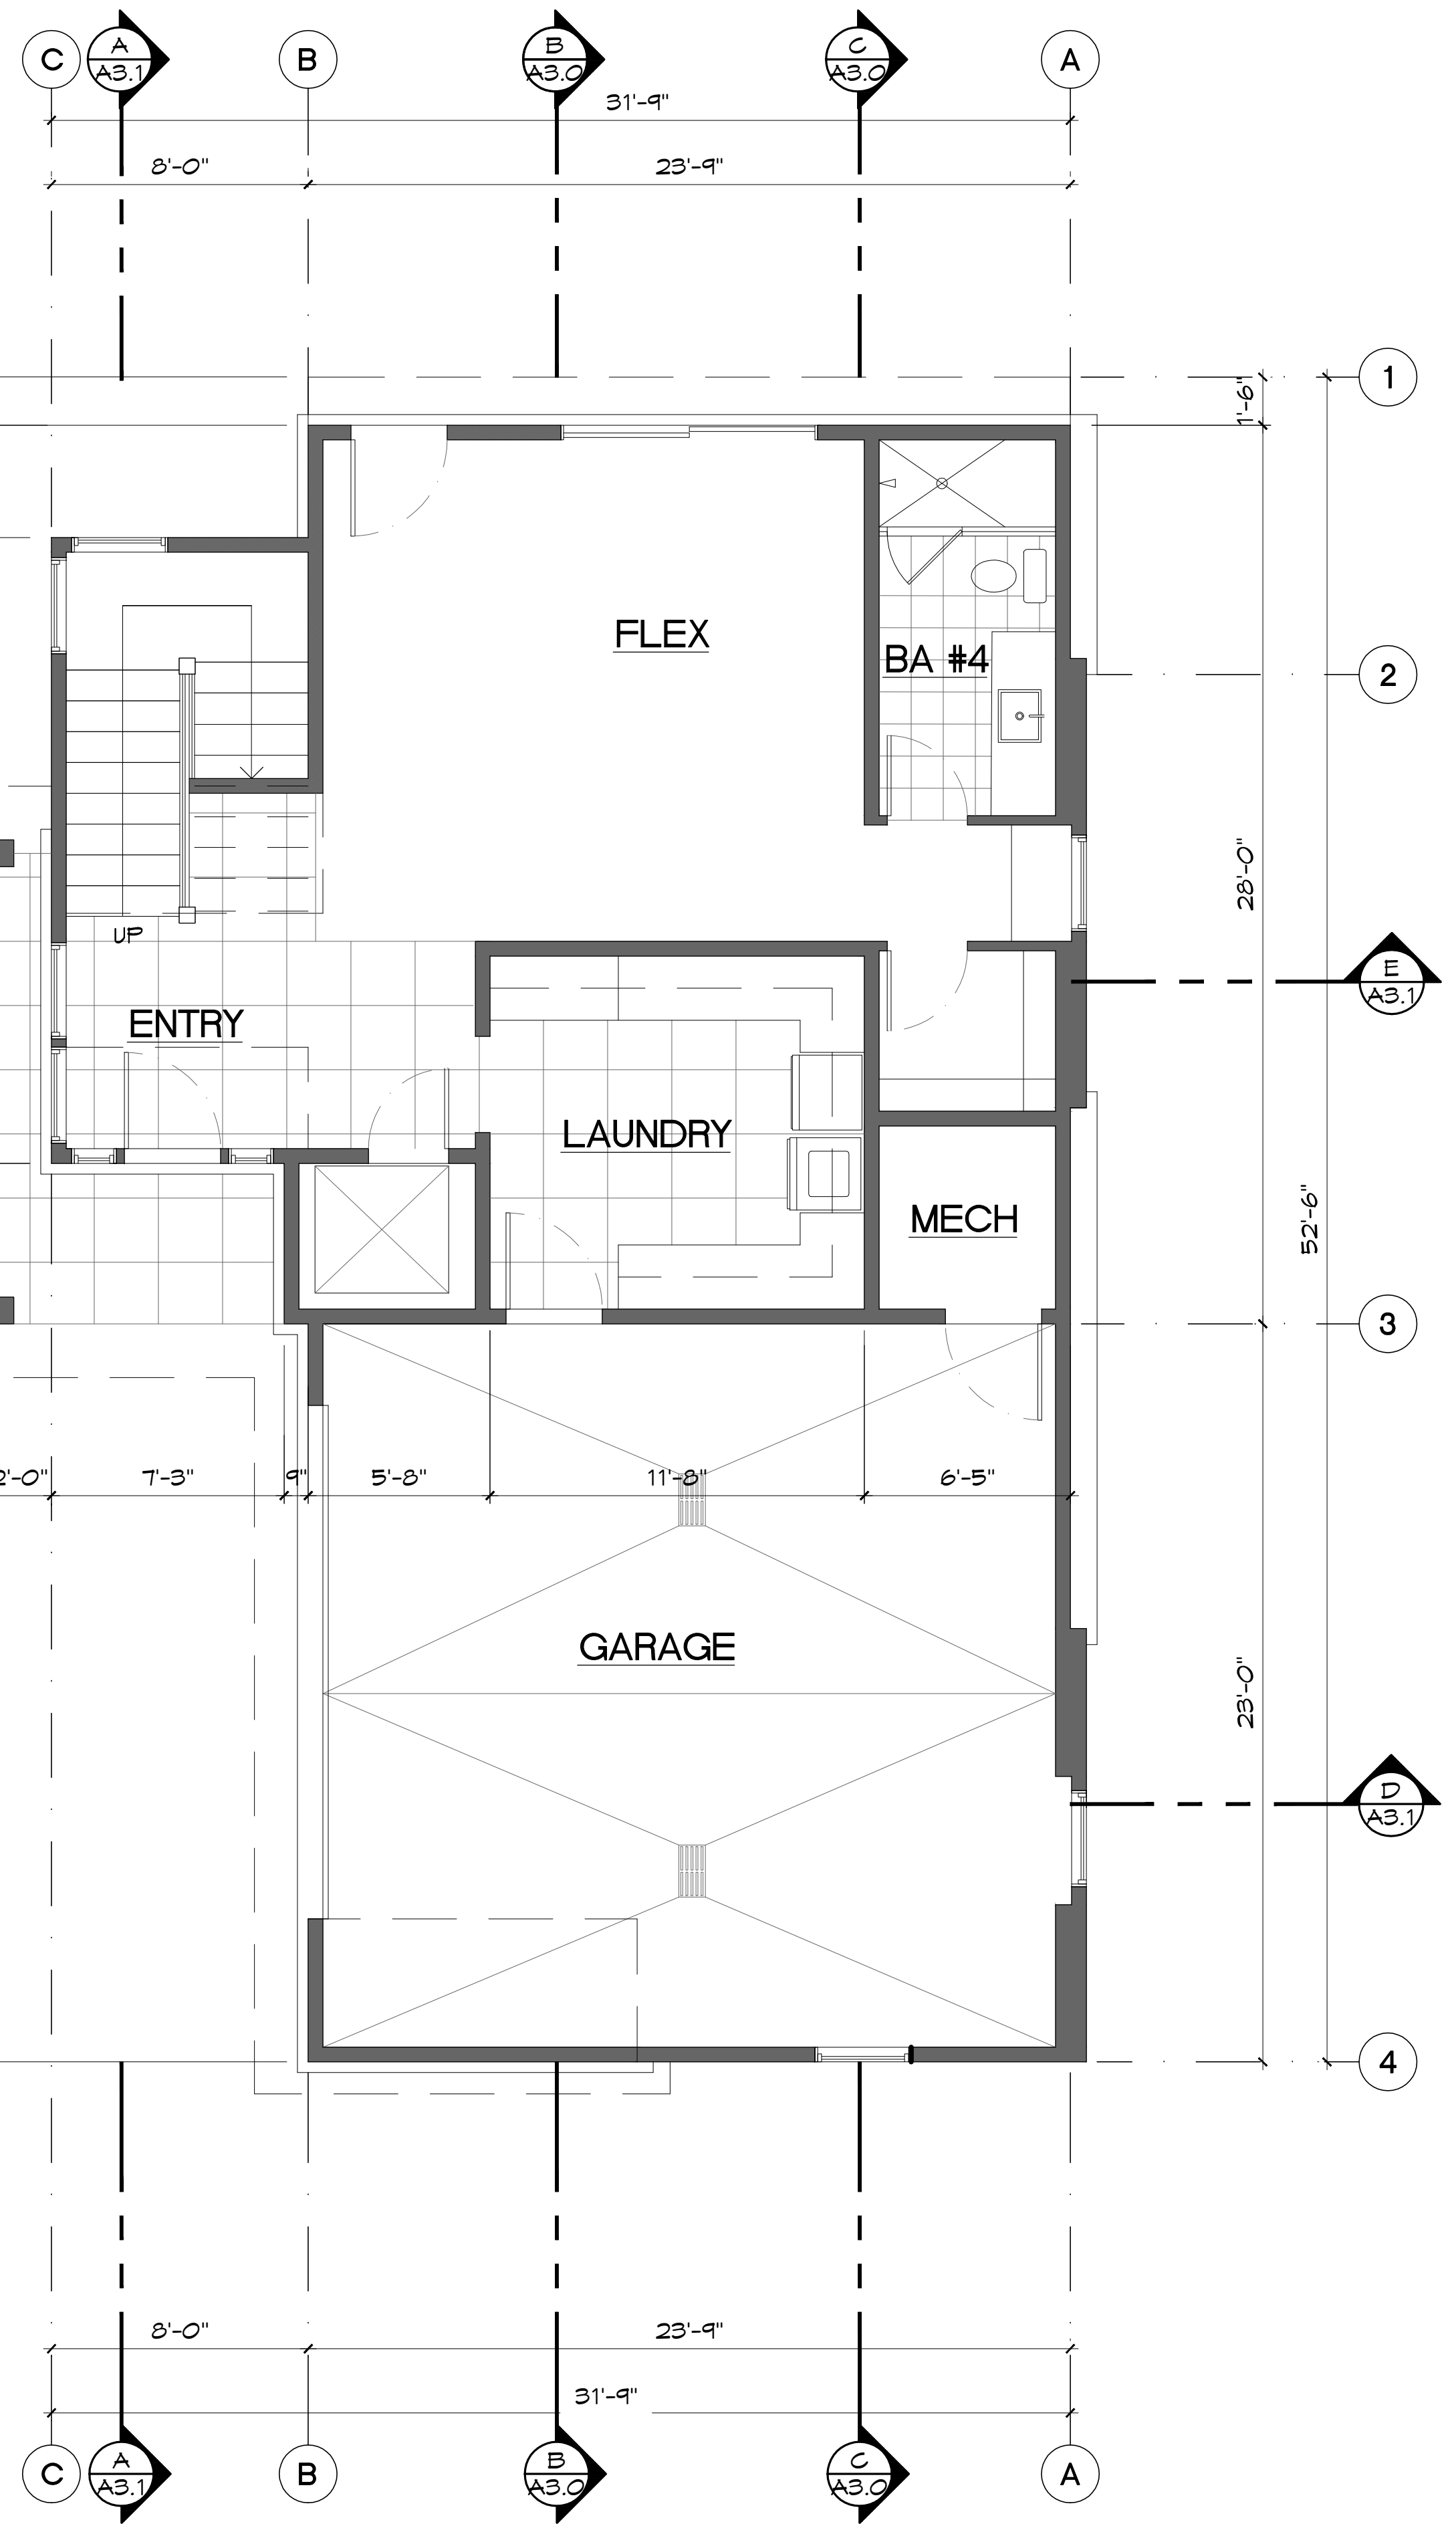 C
A
A3.1
B
B
A3.0
C
A3.0
A
31'-9"
8'-0"
23'-9"
1
1'-6"
FLEX
BA #4
2
28'-0"
UP
E
A3.1
ENTRY
LAUNDRY
MECH
52'-6"
3
2'-0"
7'-3"
9"
5'-8"
11'-8"
6'-5"
GARAGE
23'-0"
D
A3.1
4
8'-0"
23'-9"
31'-9"
C
A
A3.1
B
B
A3.0
C
A3.0
A